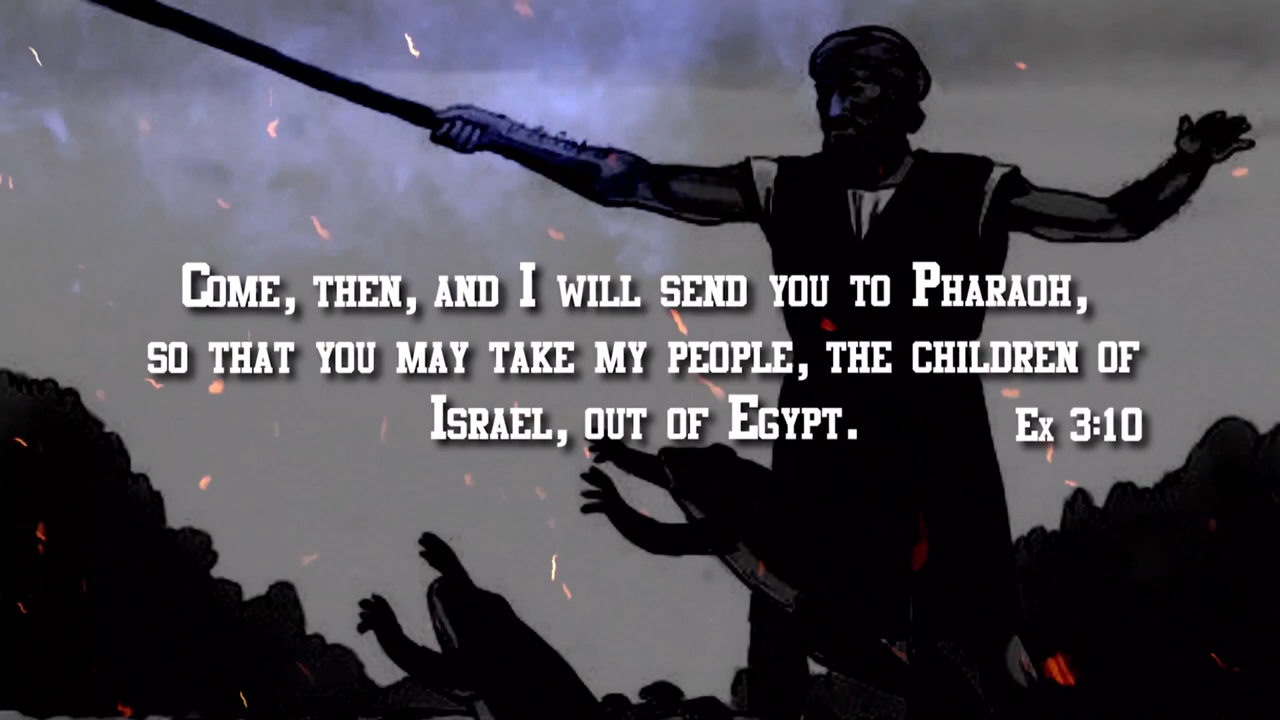 Come, then, and I will send you to Pharaoh,
so that you may take my people, the children of
Israel, out of Egypt. Ex 3:10